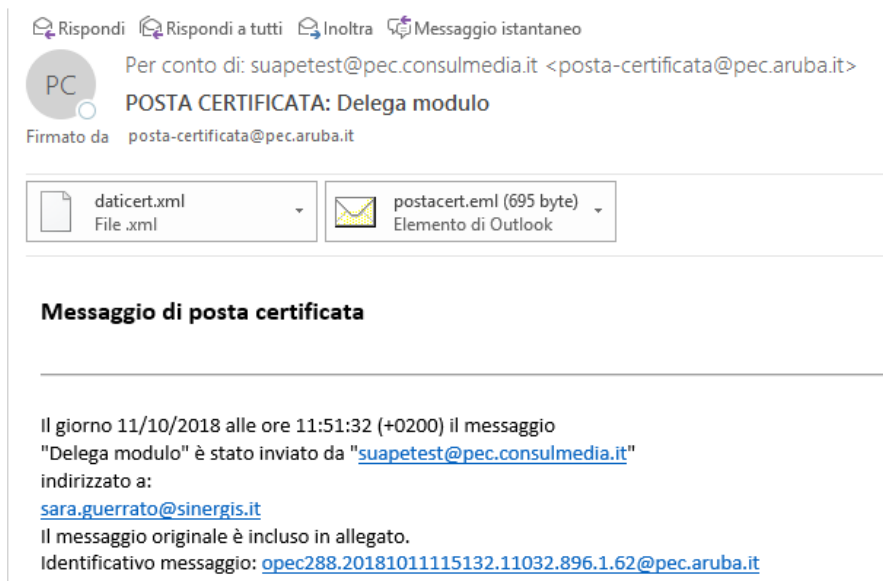 Rispondi Rispondi a tutti Inoltra Messaggio istantaneo
PC
Per conto di: suapetest@pec.consulmedia.it <posta-certificata@pec.aruba.it>
POSTA CERTIFICATA: Delega modulo
Firmato da posta-certificata@pec.aruba.it
daticert.xml
File .xml
postacert.eml (695 byte)
Elemento di Outlook
Messaggio di posta certificata
Il giorno 11/10/2018 alle ore 11:51:32 (+0200) il messaggio
"Delega modulo" è stato inviato da "suapetest@pec.consulmedia.it"
indirizzato a:
sara.guerrato@sinergis.it
Il messaggio originale è incluso in allegato.
Identificativo messaggio: opec288.20181011115132.11032.896.1.62@pec.aruba.it